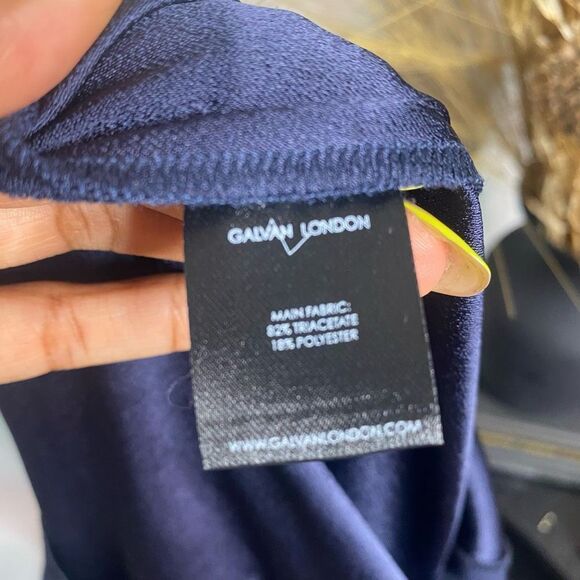 GALVAN LONDON
MAIN FABRIC:
82% TRIACETATE
18% POLYESTER
WWW.GALVANLONDON.COM